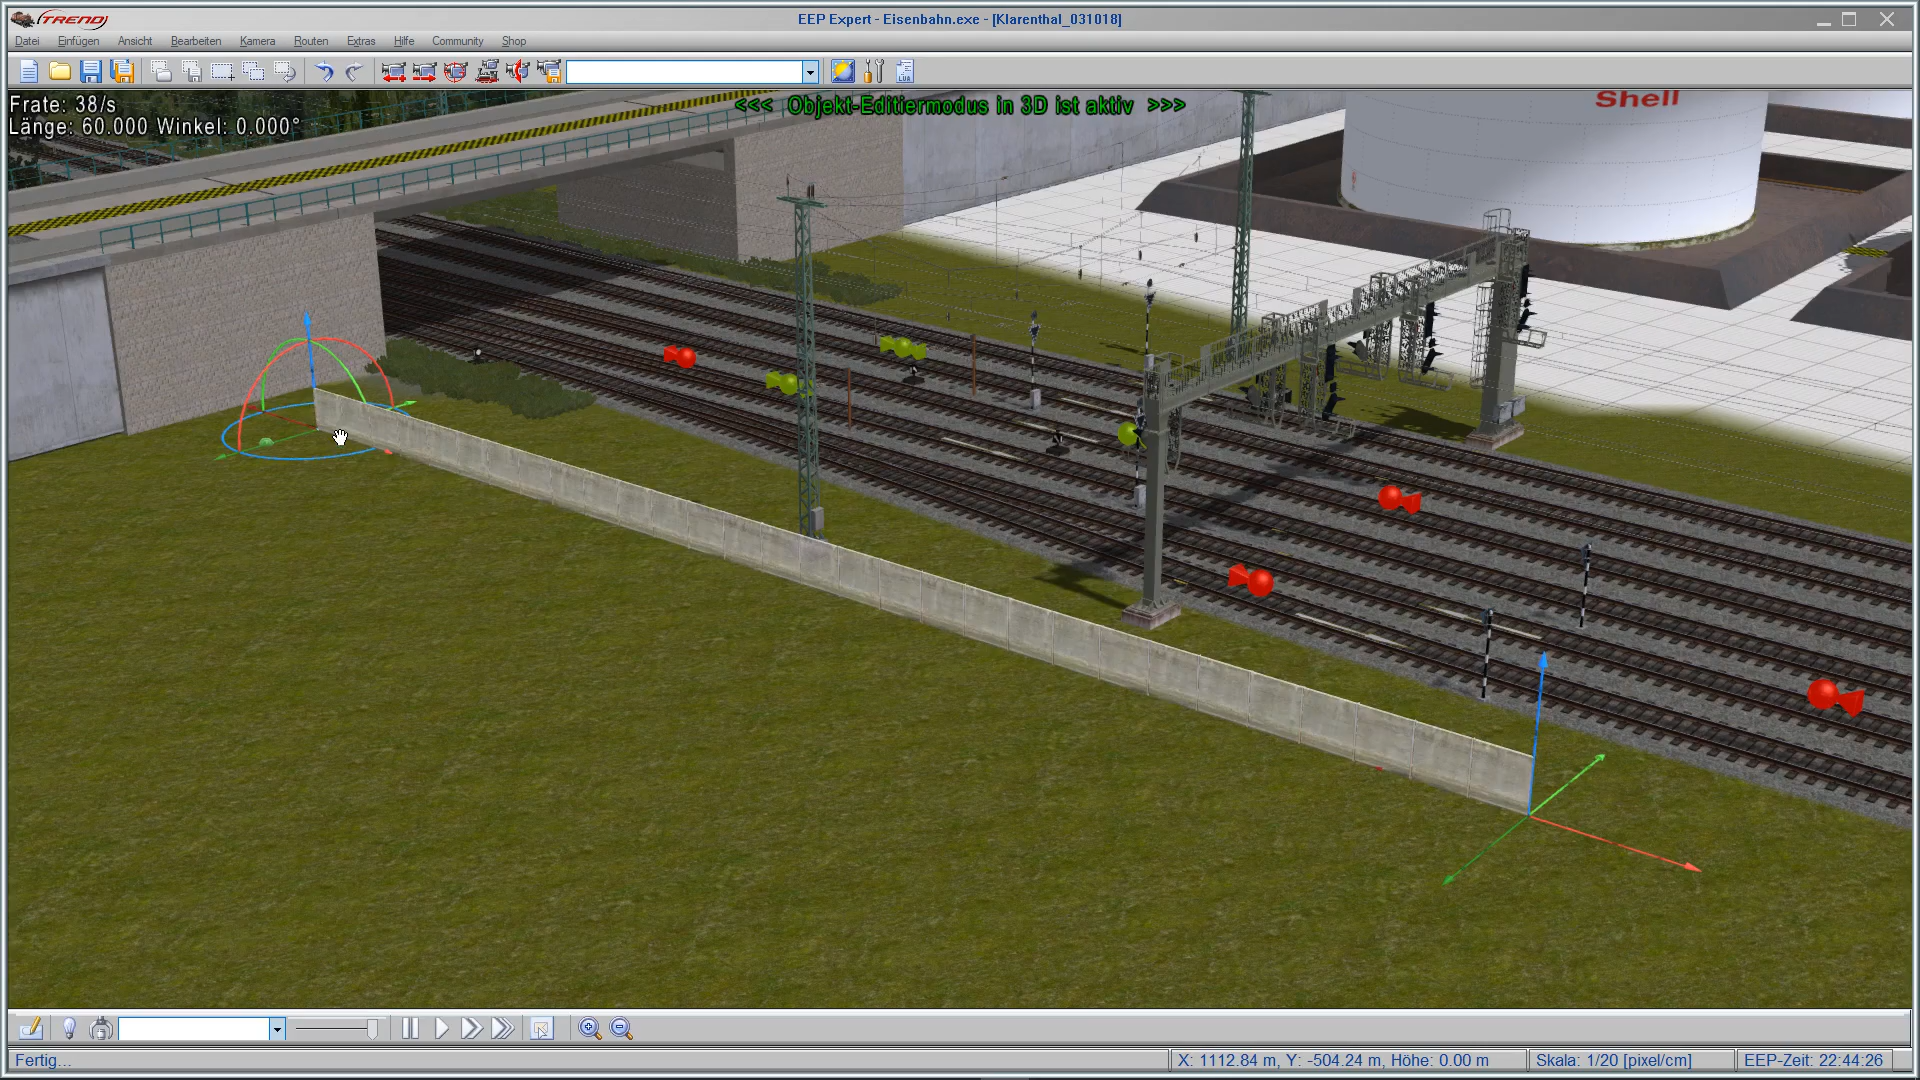 TREND
EEP Expert - Eisenbahn.exe - [Klarenthal_031018]
Datei Einfügen Ansicht Bearbeiten Kamera Routen Extras Hilfe Community Shop
LUA
Frate: 38/s
Länge: 60.000 Winkel: 0.000°
<<< Objekt-Editiermodus in 3D ist aktiv >>>
Shell
Fertig...
X: 1112.84 m, Y: -504.24 m, Höhe: 0.00 m
Skala: 1/20 [pixel/cm]
EEP-Zeit: 22:44:26